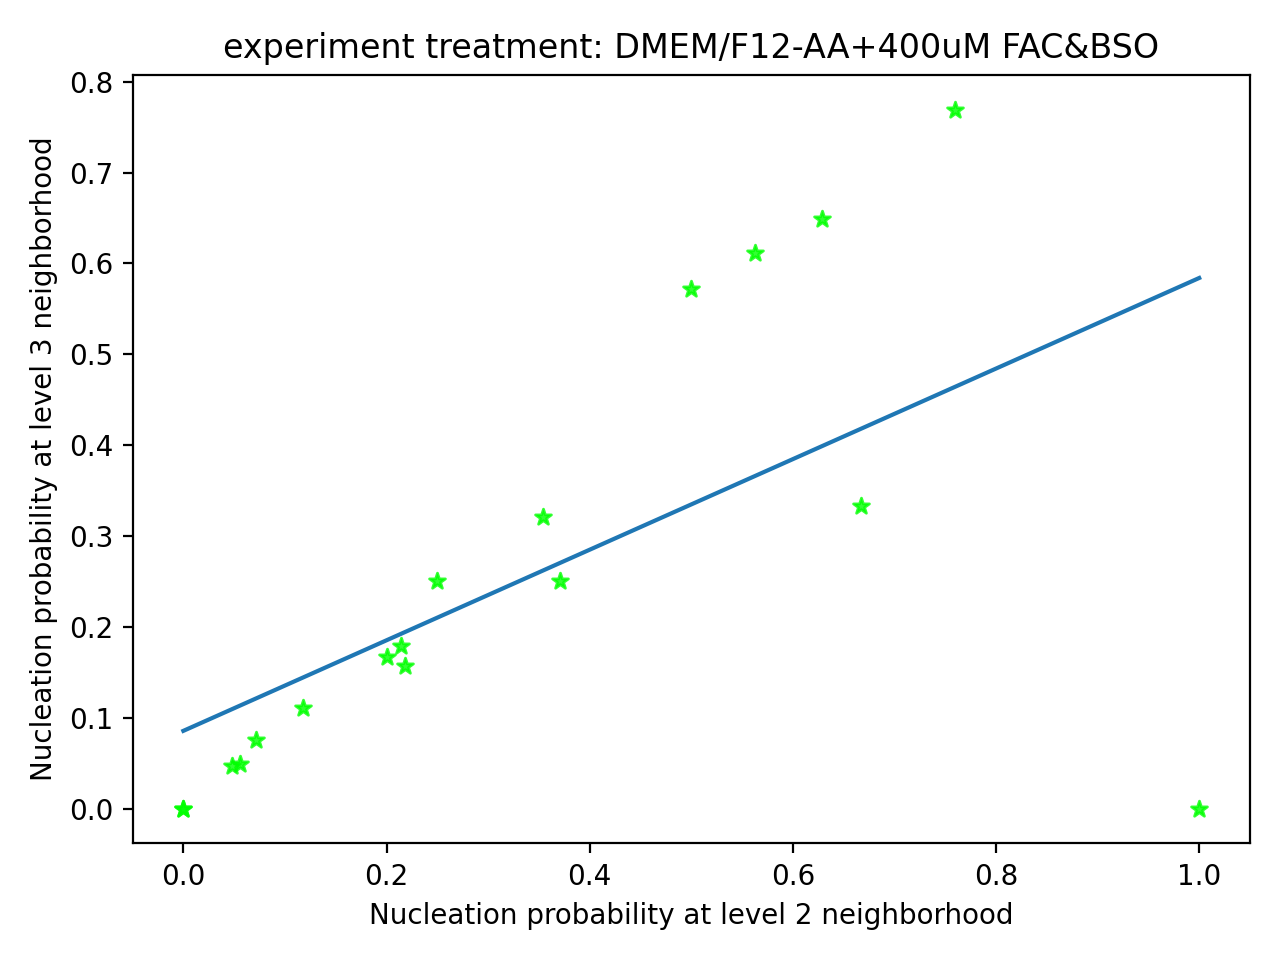 experiment treatment: DMEM/F12-AA+400uM FAC&BSO
Nucleation probability at level 3 neighborhood
0.8
0.7
0.6
0.5
0.4
0.3
0.2
0.1
0.0
0.0 0.2 0.4 0.6 0.8 1.0
Nucleation probability at level 2 neighborhood